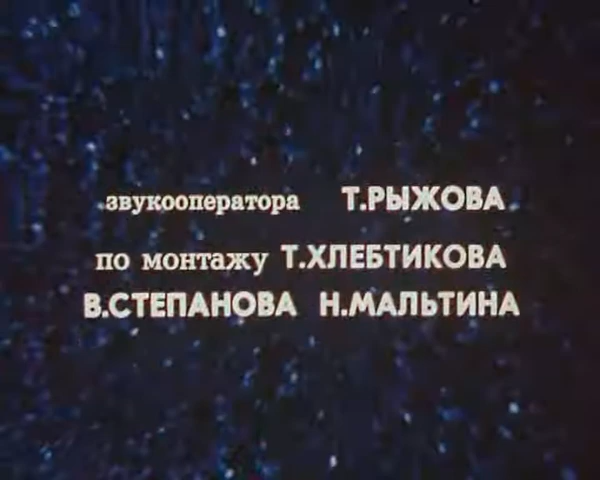 звукооператора Т.РЫЖОВА
по монтажу Т.ХЛЕБТИКОВА
В.СТЕПАНОВА Н.МАЛЬТИНА